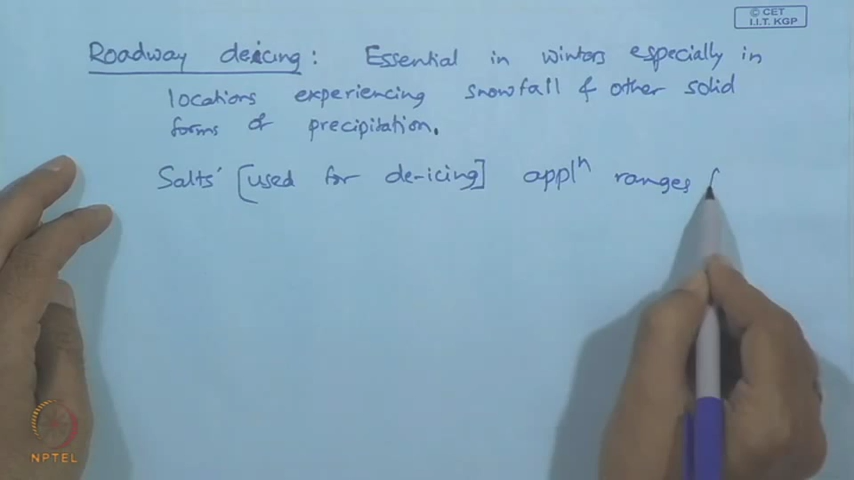 © CET
I.I.T. KGP
Roadway deicing: Essential in winters especially in
locations experiencing snowfall & other solid
forms of precipitation.
Salts' [used for de-icing] applⁿ ranges f
NPTEL